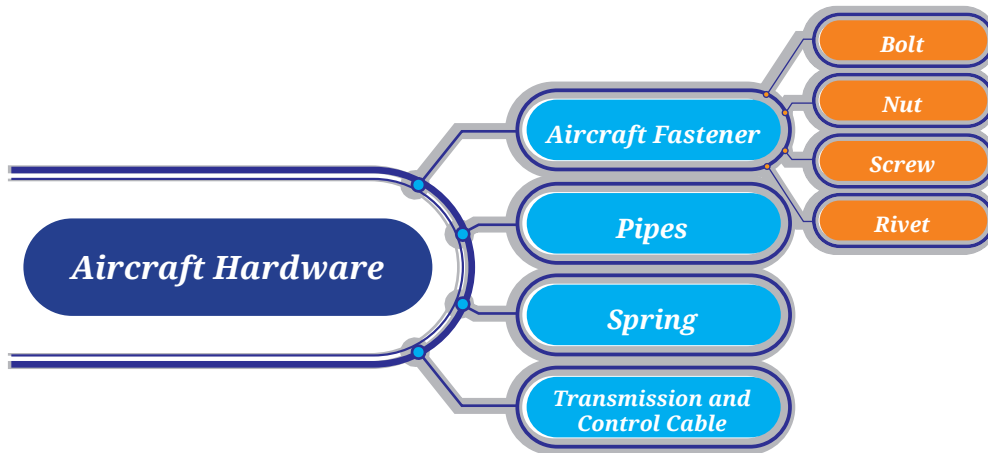 Aircraft Hardware
Aircraft Fastener
Bolt
Nut
Screw
Rivet
Pipes
Spring
Transmission and
Control Cable